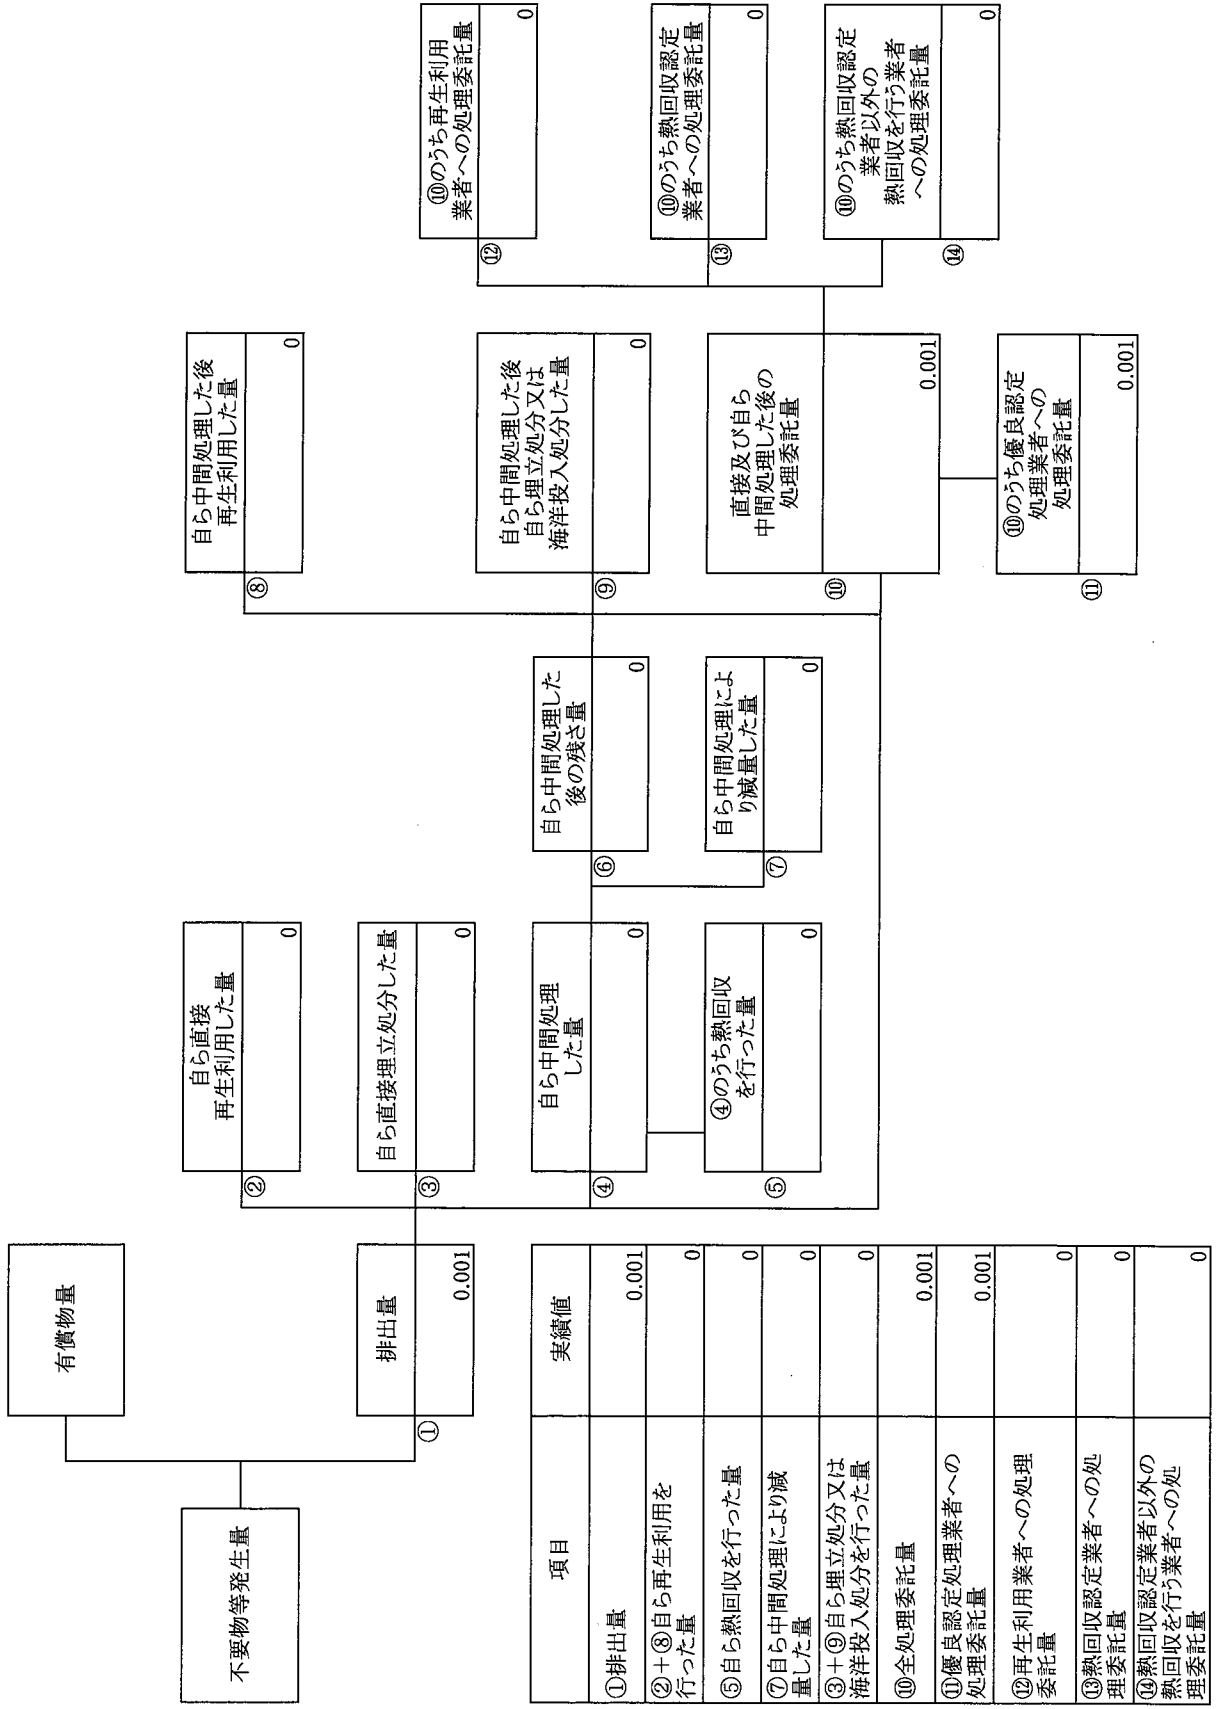 不要物等発生量
有償物量
①
排出量
0.001
②
自ら直接
再生利用した量
0
③
自ら直接埋立処分した量
0
④
自ら中間処理
した量
0
⑤
④のうち熱回収
を行った量
0
⑥
自ら中間処理した
後の残さ量
0
⑦
自ら中間処理によ
り減量した量
0
⑧
自ら中間処理した後
再生利用した量
0
⑨
自ら中間処理した後
自ら埋立処分又は
海洋投入処分した量
0
⑩
直接及び自ら
中間処理した後の
処理委託量
0.001
⑪
⑩のうち優良認定
処理業者への
処理委託量
0.001
⑫
⑩のうち再生利用
業者への処理委託量
0
⑬
⑩のうち熱回収認定
業者への処理委託量
0
⑭
⑩のうち熱回収認定
業者以外の
熱回収を行う業者
への処理委託量
0
項目
実績値
①排出量
0.001
②+⑧自ら再生利用を
行った量
0
⑤自ら熱回収を行った量
0
⑦自ら中間処理により減
量した量
0
③+⑨自ら埋立処分又は
海洋投入処分を行った量
0
⑩全処理委託量
0.001
⑪優良認定処理業者への
処理委託量
0.001
⑫再生利用業者への処理
委託量
0
⑬熱回収認定業者への処
理委託量
0
⑭熱回収認定業者以外の
熱回収を行う業者への処
理委託量
0